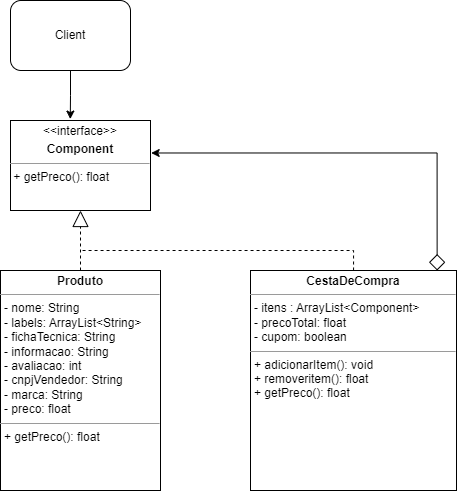 Client
<<interface>>
Component
+ getPreco(): float
Produto
- nome: String
- labels: ArrayList<String>
- fichaTecnica: String
- informacao: String
- avaliacao: int
- cnpjVendedor: String
- marca: String
- preco: float
+ getPreco(): float
CestaDeCompra
- itens : ArrayList<Component>
- precoTotal: float
- cupom: boolean
+ adicionarItem(): void
+ removeritem(): float
+ getPreco(): float